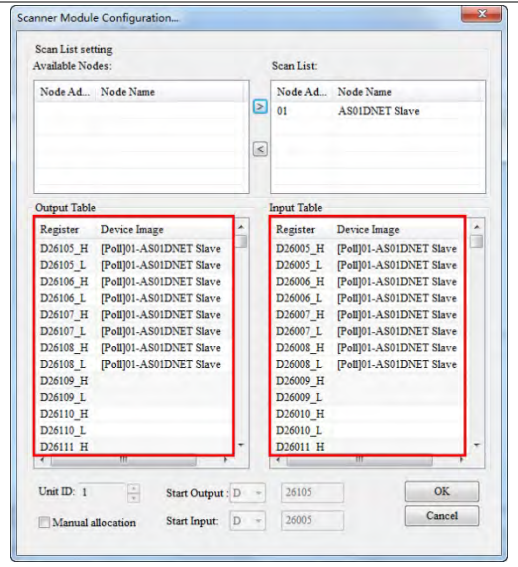 Scanner Module Configuration...
Scan List setting
Available Nodes:
Scan List:
Node Ad... Node Name
Node Ad... Node Name
>
01 AS01DNET Slave
<
Output Table
Input Table
Register Device Image
D26105_H [Poll]01-AS01DNET Slave
D26105_L [Poll]01-AS01DNET Slave
D26106_H [Poll]01-AS01DNET Slave
D26106_L [Poll]01-AS01DNET Slave
D26107_H [Poll]01-AS01DNET Slave
D26107_L [Poll]01-AS01DNET Slave
D26108_H [Poll]01-AS01DNET Slave
D26108_L [Poll]01-AS01DNET Slave
D26109_H
D26109_L
D26110_H
D26110_L
D26111_H
Register Device Image
D26005_H [Poll]01-AS01DNET Slave
D26005_L [Poll]01-AS01DNET Slave
D26006_H [Poll]01-AS01DNET Slave
D26006_L [Poll]01-AS01DNET Slave
D26007_H [Poll]01-AS01DNET Slave
D26007_L [Poll]01-AS01DNET Slave
D26008_H [Poll]01-AS01DNET Slave
D26008_L [Poll]01-AS01DNET Slave
D26009_H
D26009_L
D26010_H
D26010_L
D26011_H
Unit ID: 1
Start Output : D 26105
OK
Manual allocation
Start Input: D 26005
Cancel